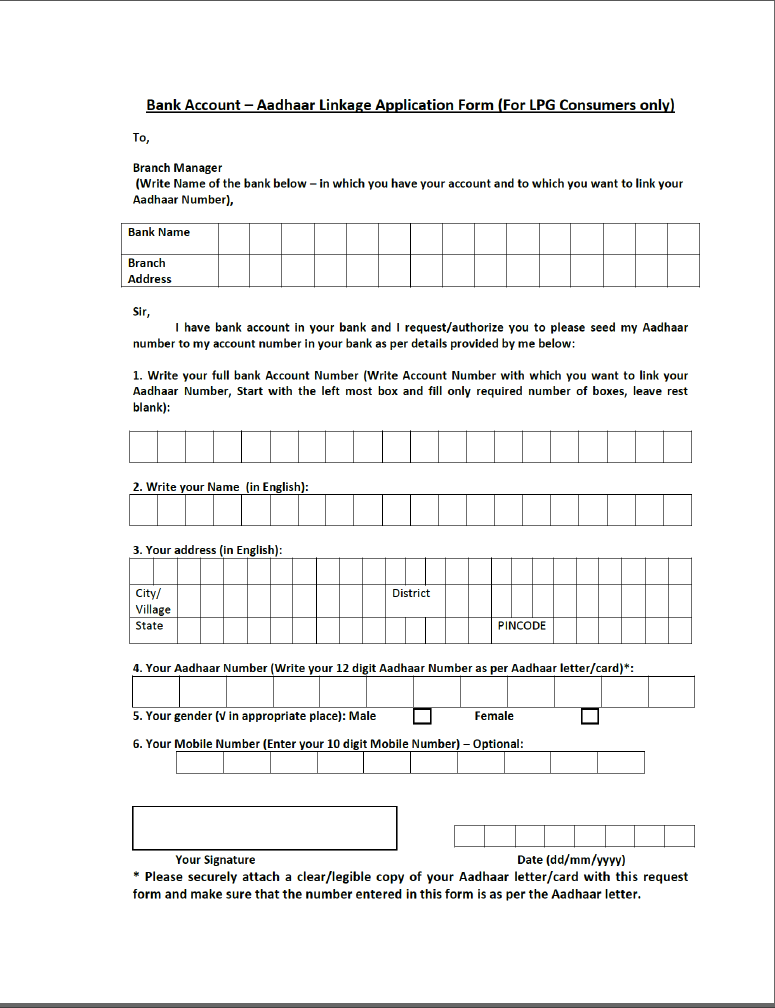 Bank Account – Aadhaar Linkage Application Form (For LPG Consumers only)
To,
Branch Manager
(Write Name of the bank below – in which you have your account and to which you want to link your
Aadhaar Number),
Bank Name
Branch
Address
Sir,
I have bank account in your bank and I request/authorize you to please seed my Aadhaar
number to my account number in your bank as per details provided by me below:
1. Write your full bank Account Number (Write Account Number with which you want to link your
Aadhaar Number, Start with the left most box and fill only required number of boxes, leave rest
blank):
2. Write your Name (in English):
3. Your address (in English):
City/ District
Village
State PINCODE
4. Your Aadhaar Number (Write your 12 digit Aadhaar Number as per Aadhaar letter/card)*:
5. Your gender (√ in appropriate place): Male Female
6. Your Mobile Number (Enter your 10 digit Mobile Number) – Optional:
Your Signature Date (dd/mm/yyyy)
* Please securely attach a clear/legible copy of your Aadhaar letter/card with this request
form and make sure that the number entered in this form is as per the Aadhaar letter.